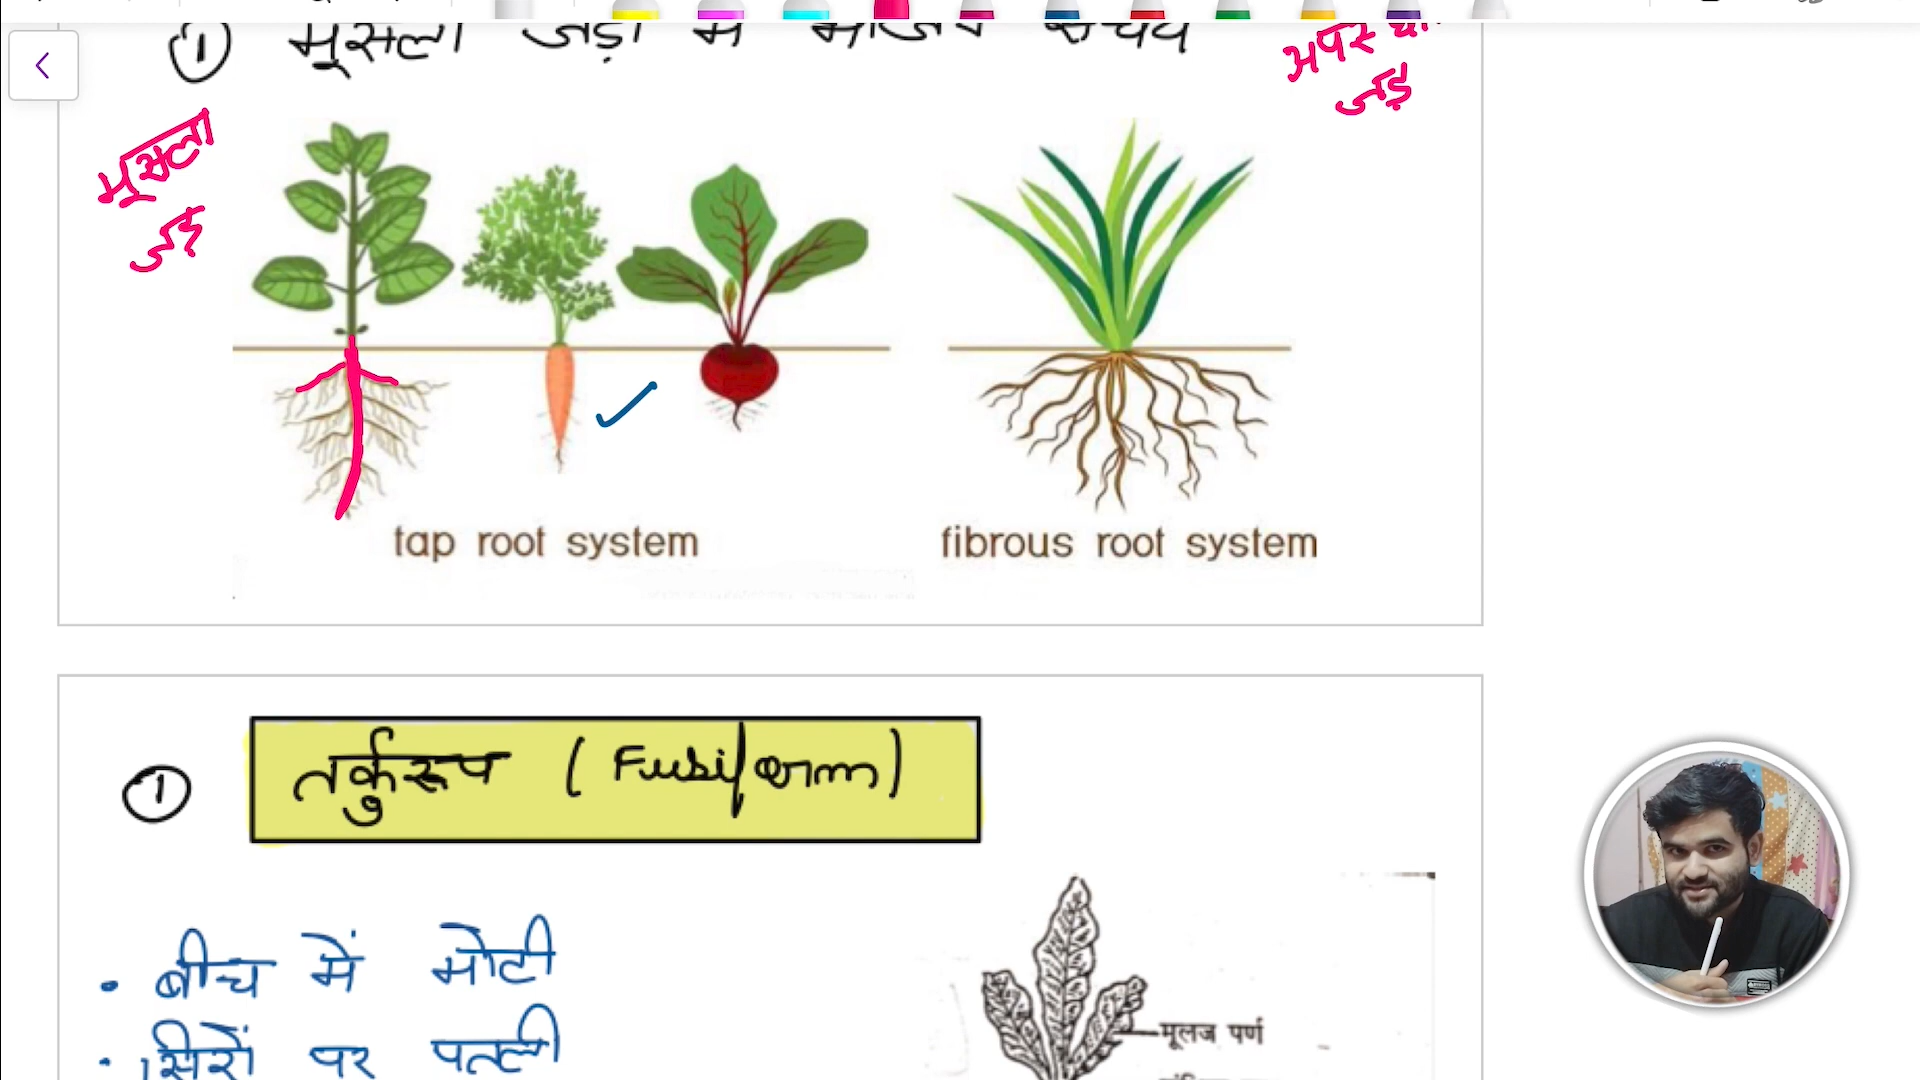 ① मूसला जड़ों में भोजन संचय
मूसला
जड़
जड़
tap root system
fibrous root system
① तर्कुरूप (Fusiform)
• बीच में मोटी
• सिरों पर पतली
मूलज पर्ण